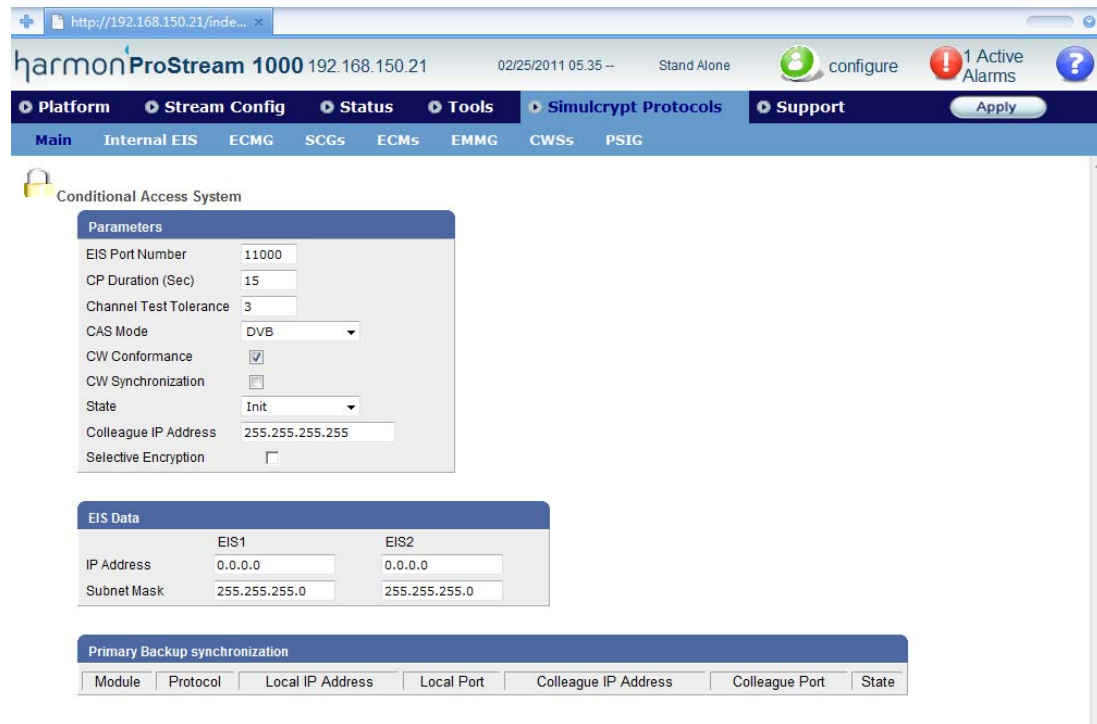 http://192.168.150.21/inde... ×
harmonProStream 1000 192.168.150.21 02/25/2011 05.35 -- Stand Alone configure 1 Active Alarms ?
Platform Stream Config Status Tools Simulcrypt Protocols Support Apply
Main Internal EIS ECMG SCGs ECMs EMMG CWSs PSIG
Conditional Access System
Parameters
EIS Port Number 11000
CP Duration (Sec) 15
Channel Test Tolerance 3
CAS Mode DVB
CW Conformance
CW Synchronization
State Init
Colleague IP Address 255.255.255.255
Selective Encryption
EIS Data
EIS1 EIS2
IP Address 0.0.0.0 0.0.0.0
Subnet Mask 255.255.255.0 255.255.255.0
Primary Backup synchronization
Module Protocol Local IP Address Local Port Colleague IP Address Colleague Port State